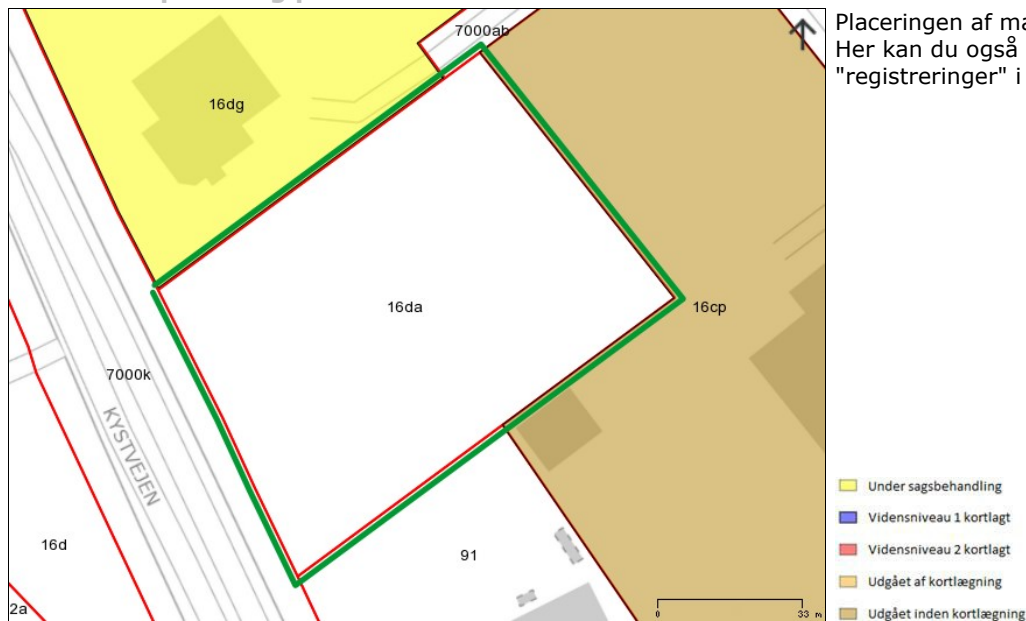 7000ab
Placeringen af ma
Her kan du også
"registreringer" i
16dg
16da
16cp
7000k
KYSTVEJEN
16d
91
2a
0 33 m
Under sagsbehandling
Vidensniveau 1 kortlagt
Vidensniveau 2 kortlagt
Udgået af kortlægning
Udgået inden kortlægning